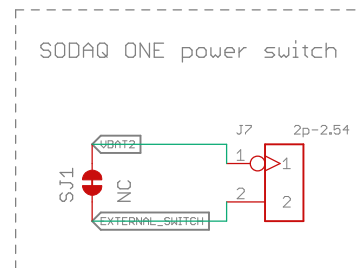 SODAQ ONE power switch
J7
2p-2.54
VBAT2
1
1
SJ1
NC
2
2
EXTERNAL_SWITCH